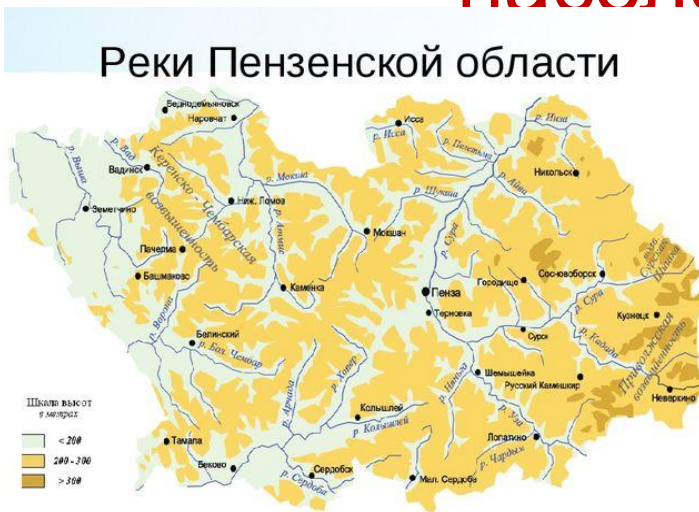 Реки Пензенской области
Беднодемьяновск
Наровчат
р. Вад
Вадинск
р. Выша
Земетчино
Керенско - Чембарская
возвышенность
Ниж. Ломов
р. Мокша
р. Атмис
Пачелма
Башмаково
Каменка
р. Ворона
Белинский
р. Бол. Чембар
Исса
р. Исса
р. Инза
р. Пелетьма
р. Айва
Никольск
р. Шукша
Мокшан
р. Сура
Пенза
Терновка
Городище
Сосновоборск
р. Сура
Сурск
р. Кадада
Кузнецк
Приволжская
возвышенность
Неверкино
Шемышейка
Русский Камешкир
р. Уза
Лопатино
р. Чардым
Мал. Сердоба
р. Хопер
р. Арчада
Колышлей
р. Колышлей
Сердобск
р. Сердоба
Тамала
Беково
Шкала высот
в метрах
< 200
200 - 300
> 300